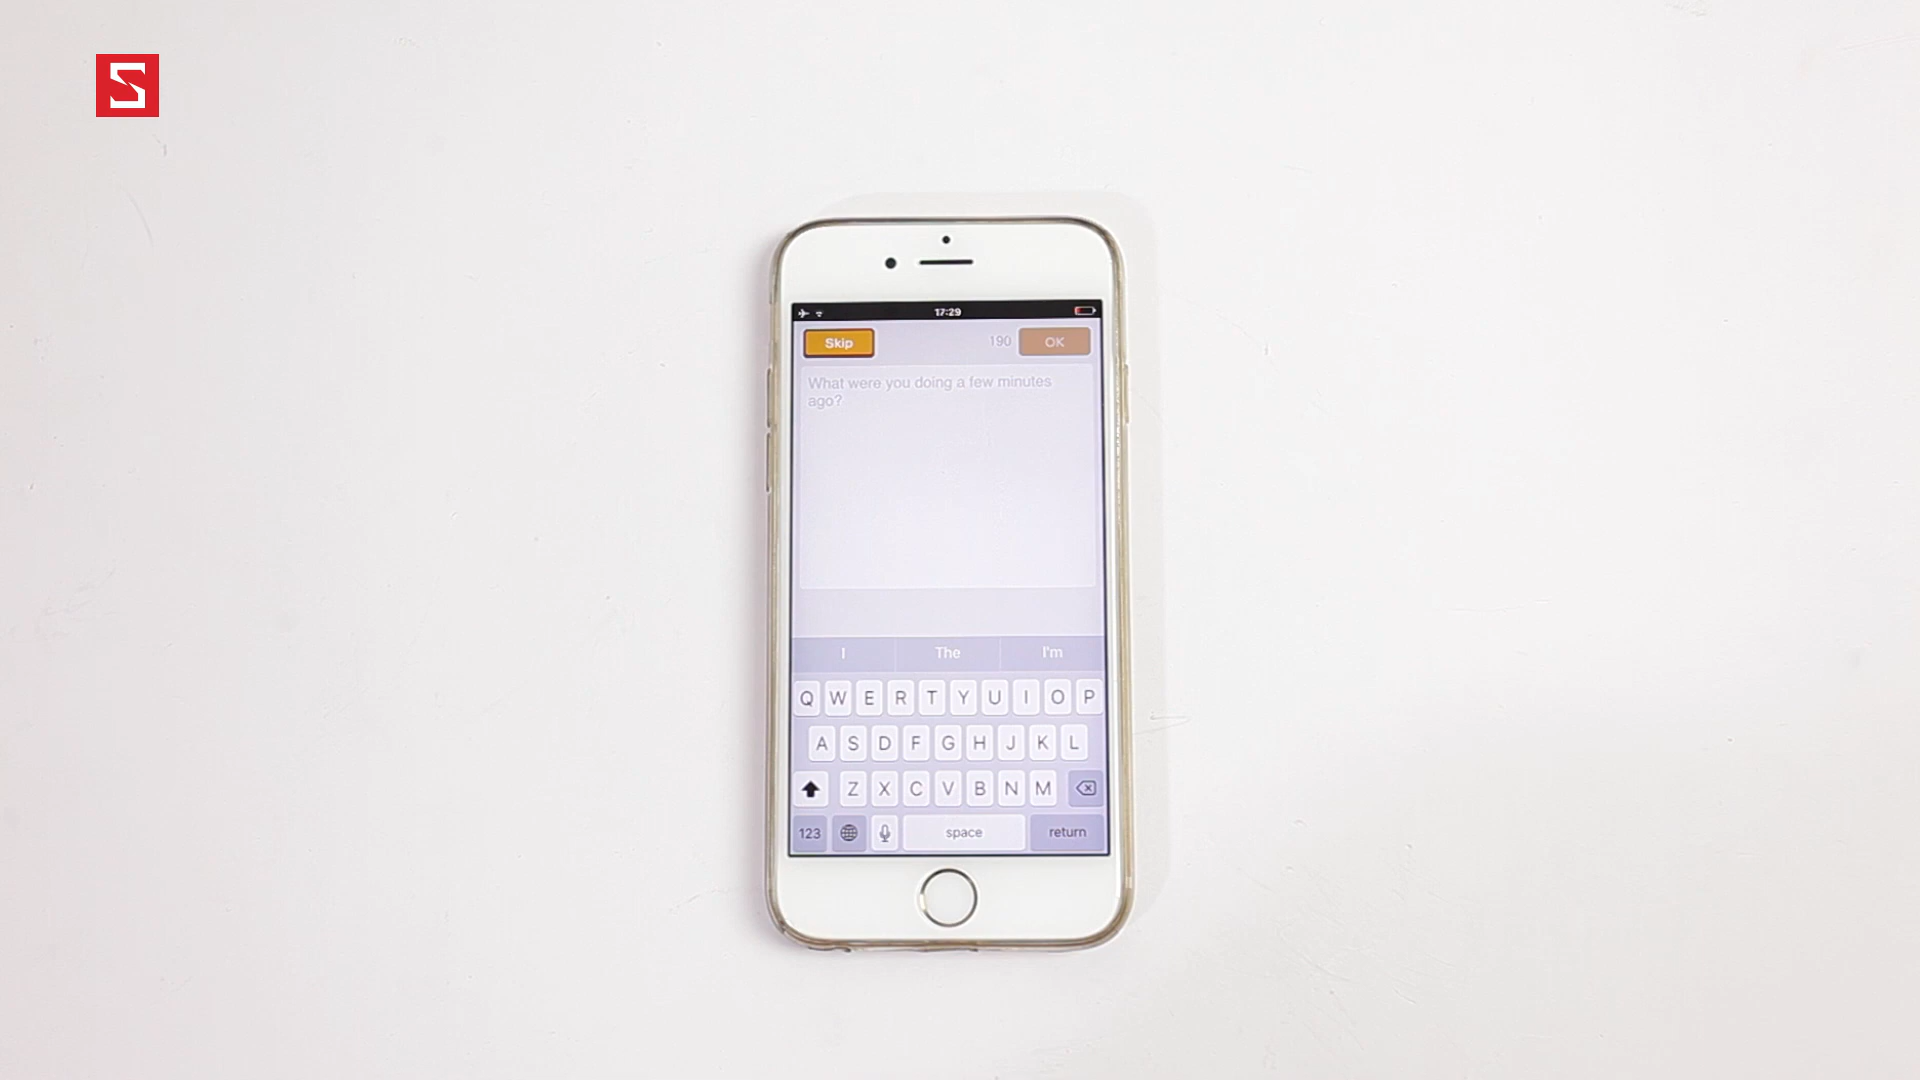 S
17:29
Skip
190
OK
What were you doing a few minutes
ago?
I
The
I'm
Q W E R T Y U I O P
A S D F G H J K L
Z X C V B N M
123
space
return